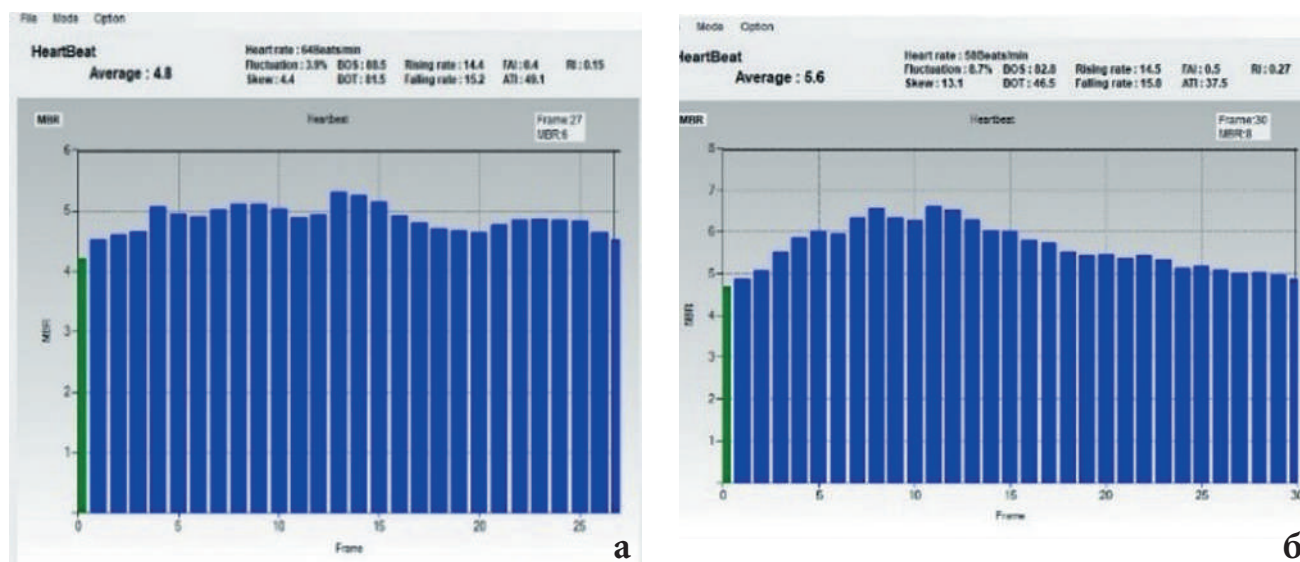 File Mode Option
HeartBeat
Average : 4.8
Heart rate : 64Beats/min
Fluctuation : 3.9% BOS : 88.5 Rising rate : 14.4 FAI : 0.4 RI : 0.15
Skew : 4.4 BOT : 81.5 Falling rate : 15.2 ATI : 49.1
MBR
Heartbeat
Frame:27
MBR:6
6
5
4
3
2
1
MBR
0 5 10 15 20 25
Frame
а
Mode Option
HeartBeat
Average : 5.6
Heart rate : 58Beats/min
Fluctuation : 8.7% BOS : 82.8 Rising rate : 14.5 FAI : 0.5 RI : 0.27
Skew : 13.1 BOT : 46.5 Falling rate : 15.8 ATI : 37.5
MBR
Heartbeat
Frame:30
MBR:8
8
7
6
5
4
3
2
1
MBR
0 5 10 15 20 25 30
Frame
б